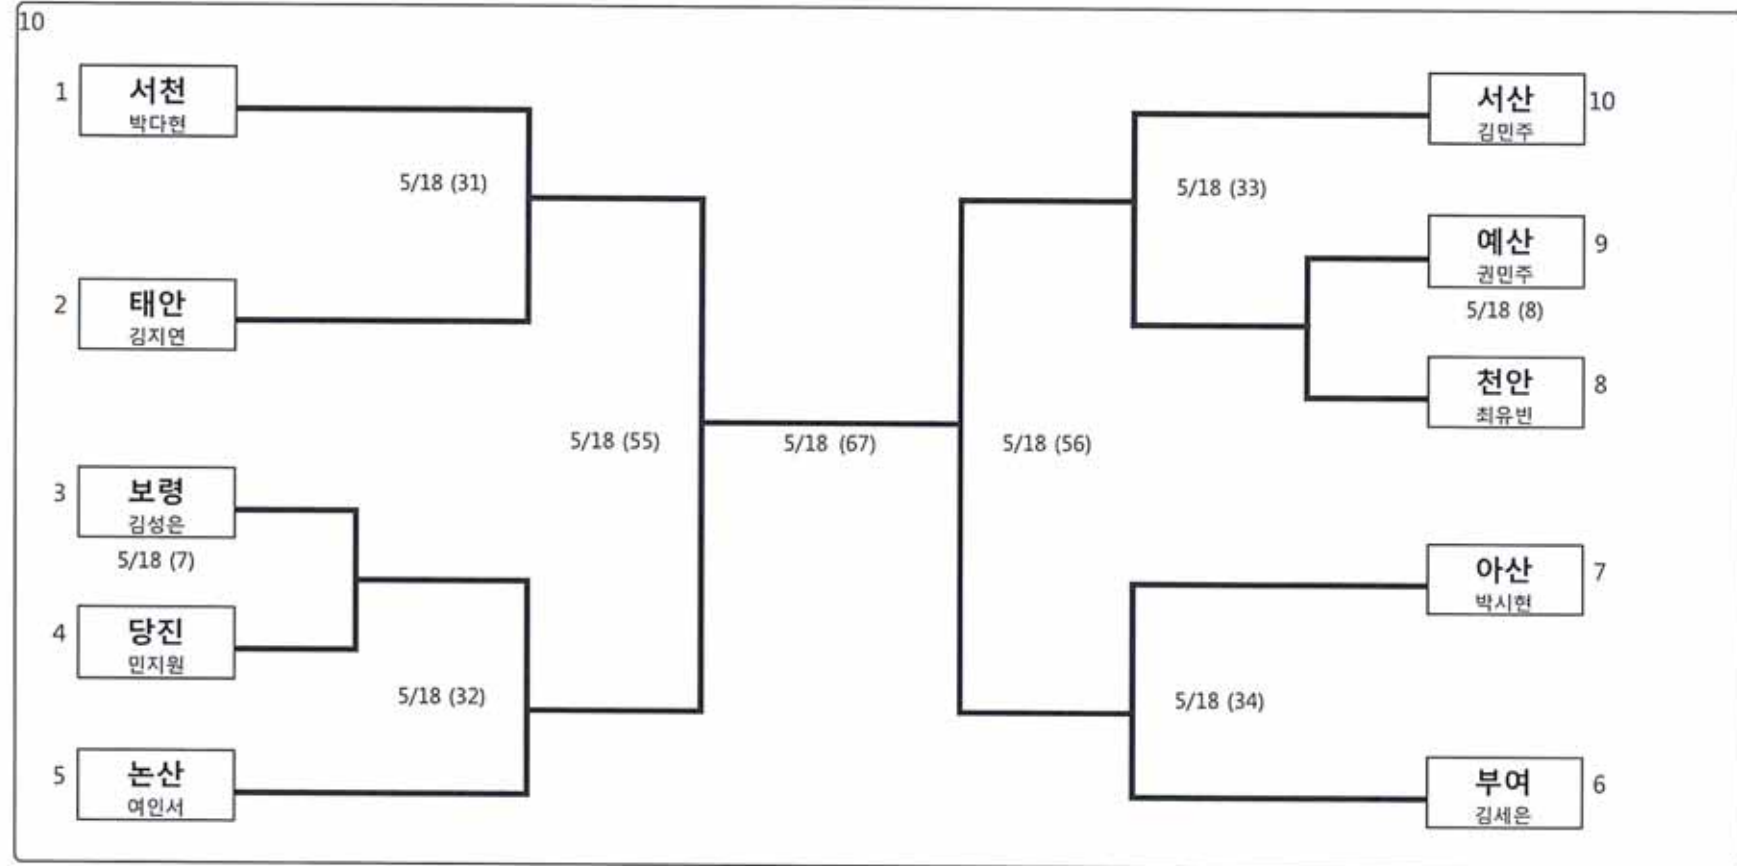 10
1
서천
박다현
5/18 (31)
2
태안
김지연
3
보령
김성은
5/18 (7)
4
당진
민지원
5/18 (32)
5
논산
여인서
5/18 (55)
5/18 (67)
5/18 (56)
서산
김민주
10
5/18 (33)
예산
권민주
9
5/18 (8)
천안
최유빈
8
아산
박시현
7
5/18 (34)
부여
김세은
6